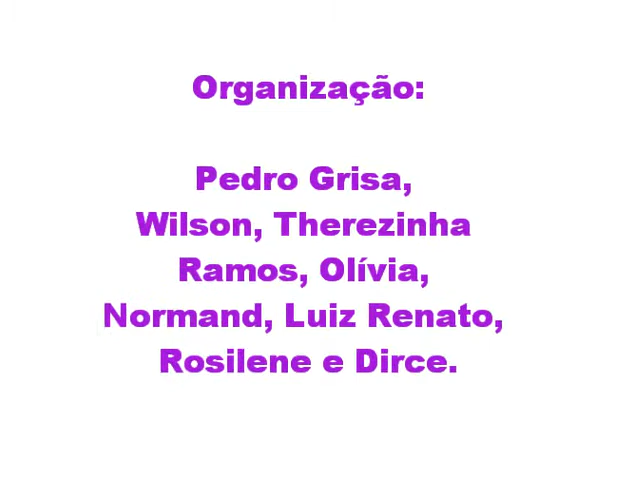 Organização:
Pedro Grisa,
Wilson, Therezinha
Ramos, Olívia,
Normand, Luiz Renato,
Rosilene e Dirce.